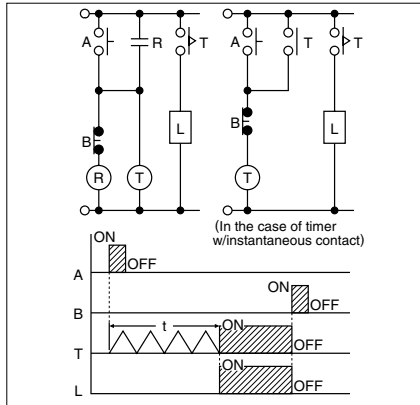 A R T A T T
B L B L
R T T
(In the case of timer
w/instantaneous contact)
ON
OFF
A
ON
OFF
B
t ON
OFF
T
ON
OFF
L